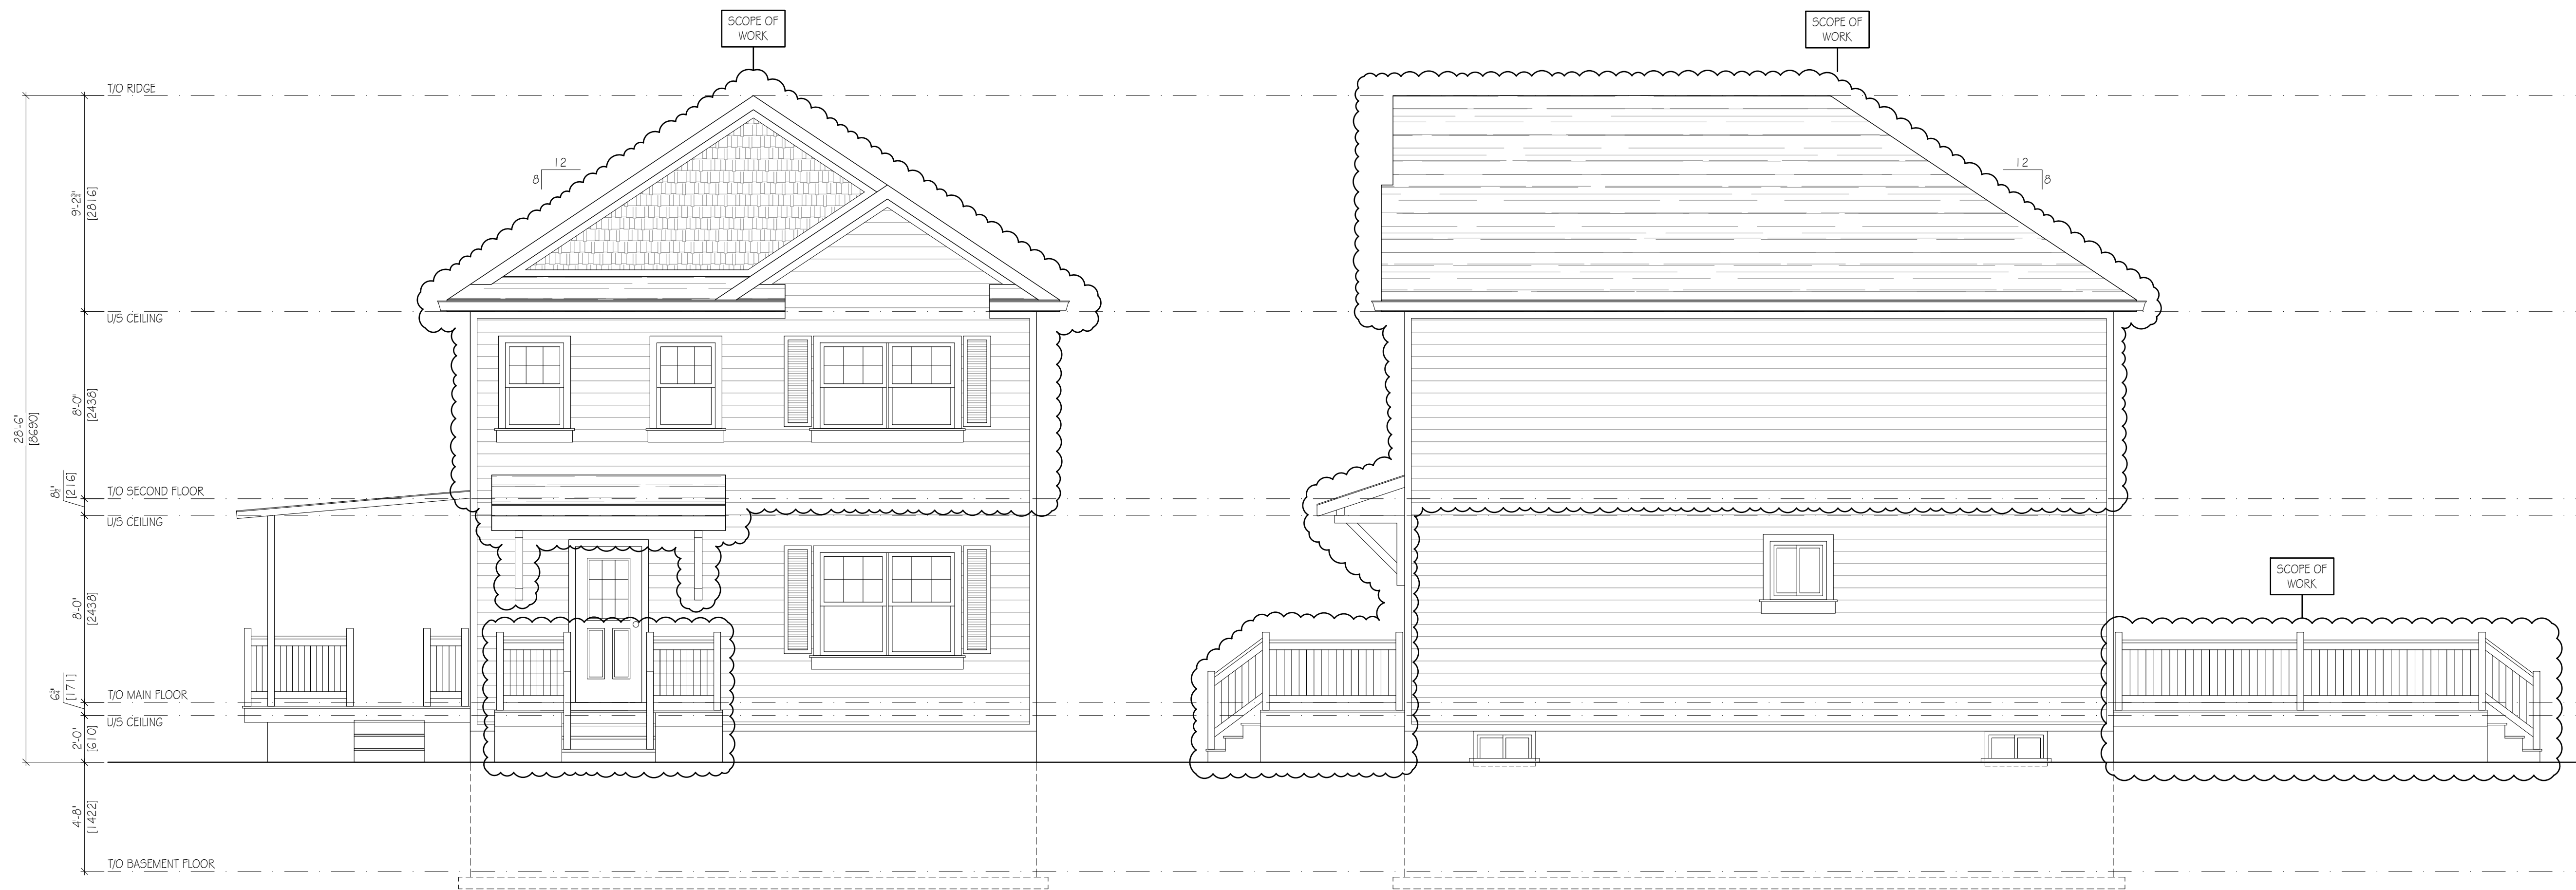 SCOPE OF
WORK
SCOPE OF
WORK
T/O RIDGE
12
8
12
8
9'-2¾"
[2816]
U/S CEILING
8'-0"
[2438]
28'-6"
[8690]
8½"
[216]
T/O SECOND FLOOR
U/S CEILING
SCOPE OF
WORK
8'-0"
[2438]
6¾"
[171]
T/O MAIN FLOOR
U/S CEILING
2'-0"
[610]
4'-8"
[1422]
T/O BASEMENT FLOOR